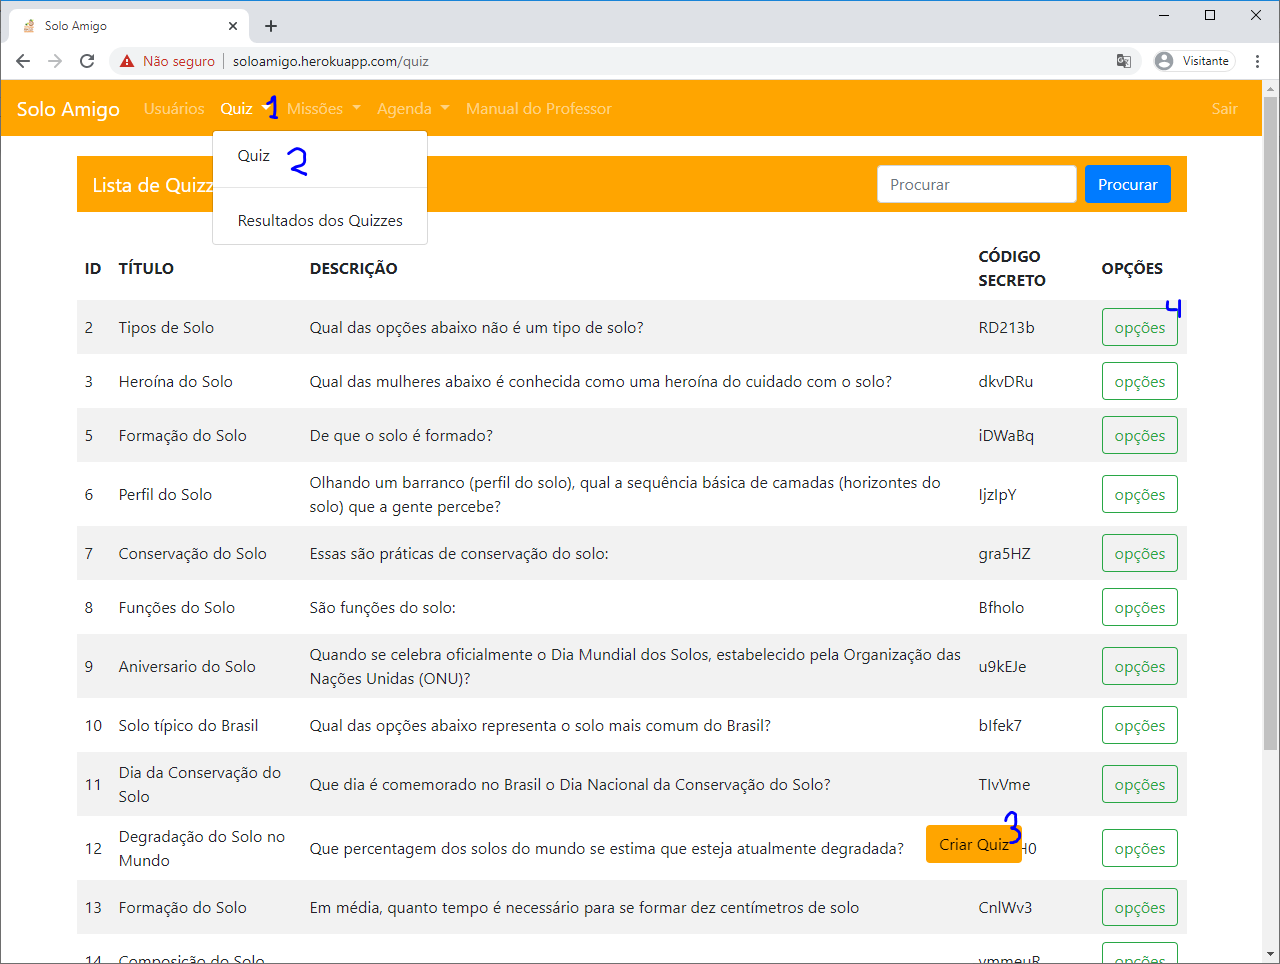 Solo Amigo
Não seguro soloamigo.herokuapp.com/quiz Visitante
Solo Amigo Usuários Quiz 1 Missões Agenda Manual do Professor Sair
Quiz 2
Resultados dos Quizzes
Lista de Quizz Procurar Procurar
ID TÍTULO DESCRIÇÃO CÓDIGO SECRETO OPÇÕES
4
2 Tipos de Solo Qual das opções abaixo não é um tipo de solo? RD213b opções
3 Heroína do Solo Qual das mulheres abaixo é conhecida como uma heroína do cuidado com o solo? dkvDRu opções
5 Formação do Solo De que o solo é formado? iDWaBq opções
6 Perfil do Solo Olhando um barranco (perfil do solo), qual a sequência básica de camadas (horizontes do
solo) que a gente percebe? IjzIpY opções
7 Conservação do Solo Essas são práticas de conservação do solo: gra5HZ opções
8 Funções do Solo São funções do solo: Bfholo opções
9 Aniversario do Solo Quando se celebra oficialmente o Dia Mundial dos Solos, estabelecido pela Organização das
Nações Unidas (ONU)? u9kEJe opções
10 Solo típico do Brasil Qual das opções abaixo representa o solo mais comum do Brasil? bIfek7 opções
11 Dia da Conservação do
Solo Que dia é comemorado no Brasil o Dia Nacional da Conservação do Solo? TIvVme opções
12 Degradação do Solo no
Mundo Que percentagem dos solos do mundo se estima que esteja atualmente degradada? H0 opções
Criar Quiz 3
13 Formação do Solo Em média, quanto tempo é necessário para se formar dez centímetros de solo CnlWv3 opções
14 Composição do Solo vmmeuR opções